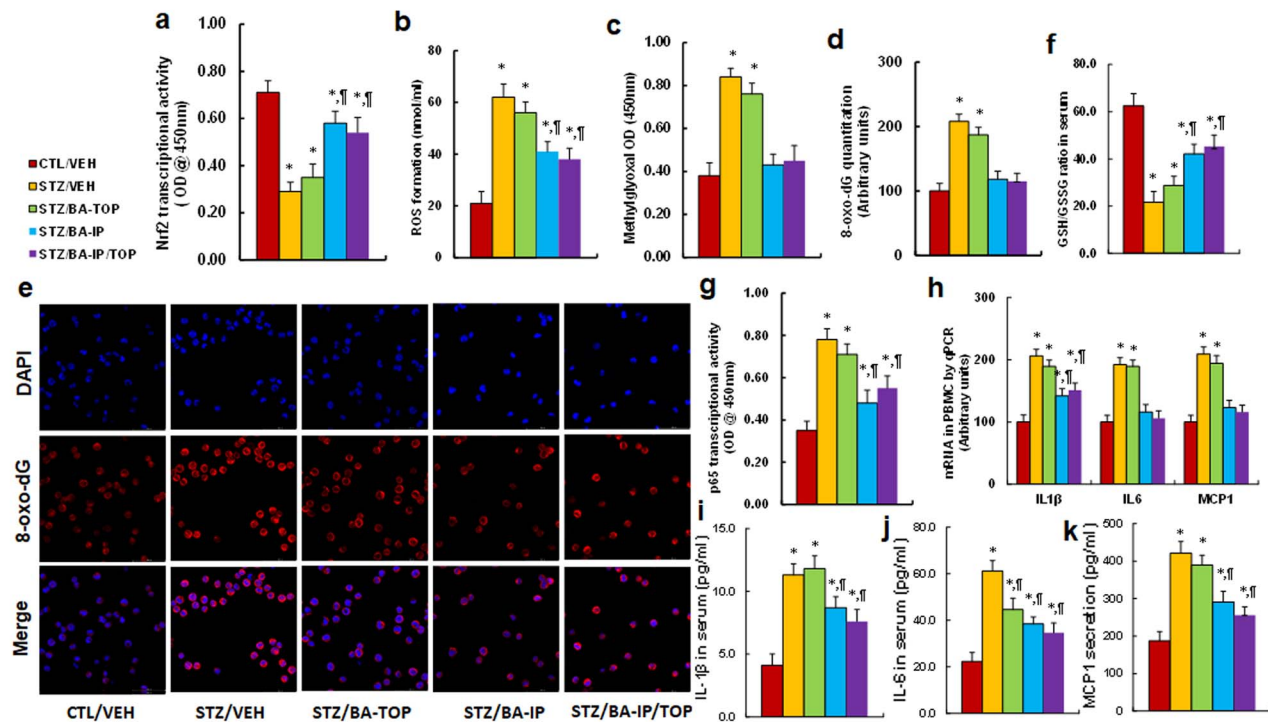 a
b
c
d
f
CTL/VEH
STZ/VEH
STZ/BA-TOP
STZ/BA-IP
STZ/BA-IP/TOP
Nrf2 transcriptional activity
( OD @ 450nm)
1.00
0.80
0.60
0.40
0.20
0.00
*
*
*,¶
*,¶
ROS formation (nmol/ml)
80
60
40
20
0
*
*
*,¶
*,¶
Methylglyoxal OD (450nm)
1.00
0.80
0.60
0.40
0.20
0.00
*
*
8-oxo-dG quantitation
(Arbitrary units)
300
200
100
0
*
*
GSH/GSSG ratio in serum
80.0
60.0
40.0
20.0
0.0
*
*
*,¶
*,¶
e
DAPI
8-oxo-dG
Merge
CTL/VEH
STZ/VEH
STZ/BA-TOP
STZ/BA-IP
STZ/BA-IP/TOP
g
p65 transcriptional activity
(OD @ 450nm)
1.00
0.80
0.60
0.40
0.20
0.00
*
*
*,¶
*,¶
h
mRNA in PBMC by qPCR
(Arbitrary units)
300
200
100
0
*
*
*,¶
*,¶
*
*
*
*
IL1β
IL6
MCP1
i
IL-1β in serum (pg/ml)
15.0
10.0
5.0
0.0
*
*
*,¶
*,¶
j
IL-6 in serum (pg/ml)
80.0
60.0
40.0
20.0
0.0
*
*,¶
*,¶
*,¶
k
MCP1 secretion (pg/ml)
500
400
300
200
100
0
*
*
*,¶
*,¶